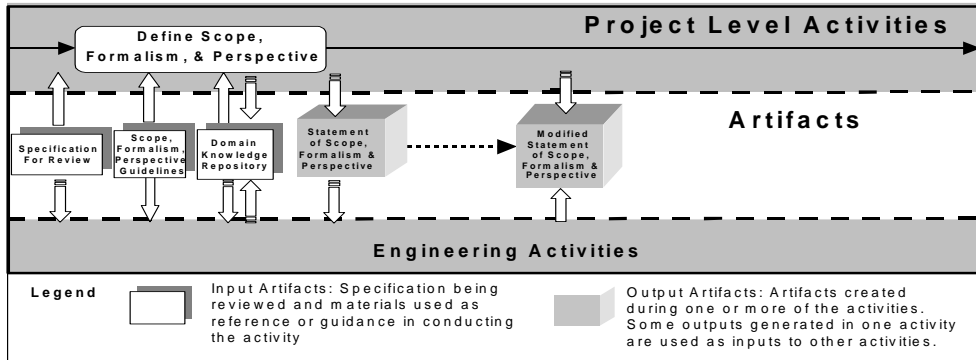 Project Level Activities
Define Scope,
Formalism, & Perspective
Artifacts
Specification
For Review
Scope,
Formalism,
Perspective
Guidelines
Domain
Knowledge
Repository
Statement
of Scope,
Formalism &
Perspective
Modified
Statement
of Scope,
Formalism &
Perspective
Engineering Activities
Legend
Input Artifacts: Specification being
reviewed and materials used as
reference or guidance in conducting
the activity
Output Artifacts: Artifacts created
during one or more of the activities.
Some outputs generated in one activity
are used as inputs to other activities.